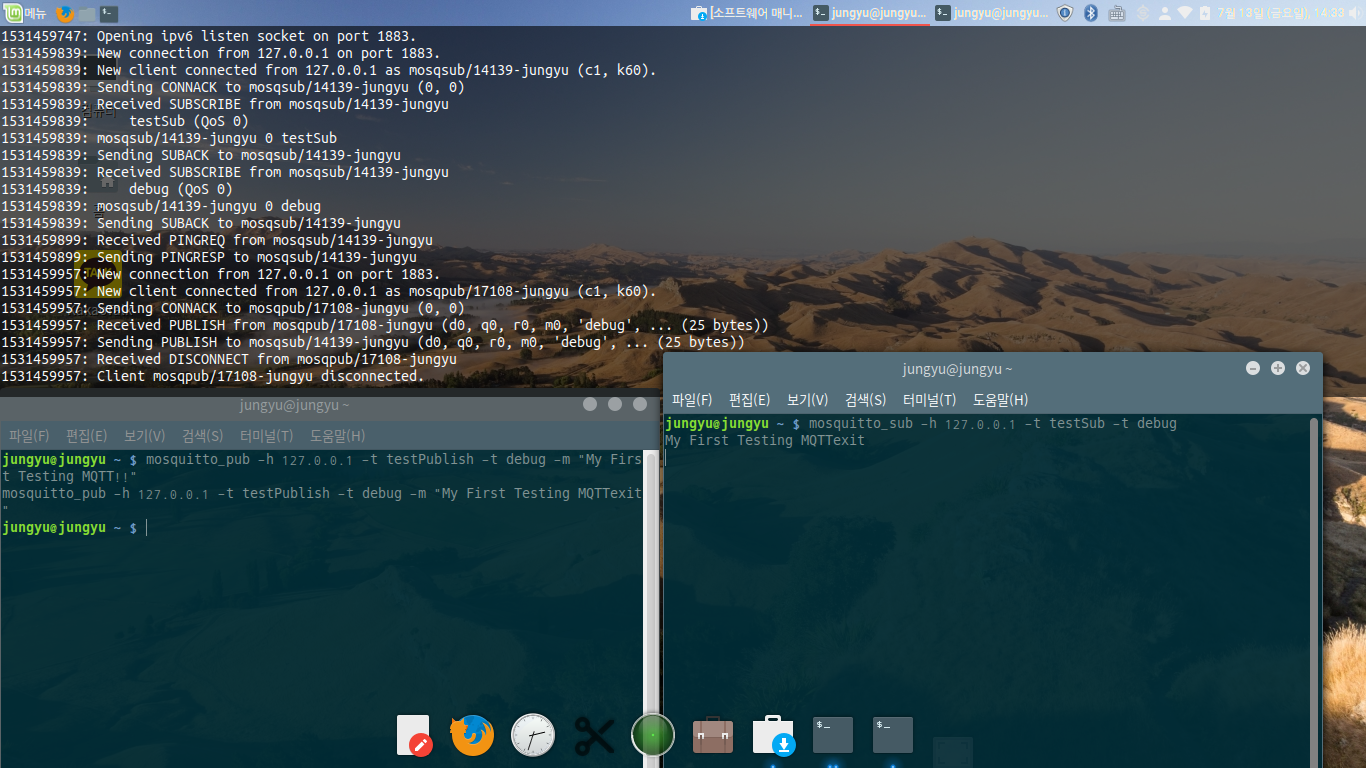 메뉴
[소프트웨어 매니...
jungyu@jungyu...
jungyu@jungyu...
7월 13일 (금요일), 14:33
1531459747: Opening ipv6 listen socket on port 1883.
1531459839: New connection from 127.0.0.1 on port 1883.
1531459839: New client connected from 127.0.0.1 as mosqsub/14139-jungyu (c1, k60).
1531459839: Sending CONNACK to mosqsub/14139-jungyu (0, 0)
1531459839: Received SUBSCRIBE from mosqsub/14139-jungyu
1531459839:     testSub (QoS 0)
1531459839: mosqsub/14139-jungyu 0 testSub
1531459839: Sending SUBACK to mosqsub/14139-jungyu
1531459839: Received SUBSCRIBE from mosqsub/14139-jungyu
1531459839:     debug (QoS 0)
1531459839: mosqsub/14139-jungyu 0 debug
1531459839: Sending SUBACK to mosqsub/14139-jungyu
1531459899: Received PINGREQ from mosqsub/14139-jungyu
1531459899: Sending PINGRESP to mosqsub/14139-jungyu
1531459957: New connection from 127.0.0.1 on port 1883.
1531459957: New client connected from 127.0.0.1 as mosqpub/17108-jungyu (c1, k60).
1531459957: Sending CONNACK to mosqpub/17108-jungyu (0, 0)
1531459957: Received PUBLISH from mosqpub/17108-jungyu (d0, q0, r0, m0, 'debug', ... (25 bytes))
1531459957: Sending PUBLISH to mosqsub/14139-jungyu (d0, q0, r0, m0, 'debug', ... (25 bytes))
1531459957: Received DISCONNECT from mosqpub/17108-jungyu
1531459957: Client mosqpub/17108-jungyu disconnected.
jungyu@jungyu ~
파일(F) 편집(E) 보기(V) 검색(S) 터미널(T) 도움말(H)
jungyu@jungyu ~ $ mosquitto_pub -h 127.0.0.1 -t testPublish -t debug -m "My Firs
t Testing MQTT!!"
mosquitto_pub -h 127.0.0.1 -t testPublish -t debug -m "My First Testing MQTTexit
"
jungyu@jungyu ~ $
jungyu@jungyu ~
파일(F) 편집(E) 보기(V) 검색(S) 터미널(T) 도움말(H)
jungyu@jungyu ~ $ mosquitto_sub -h 127.0.0.1 -t testSub -t debug
My First Testing MQTTexit